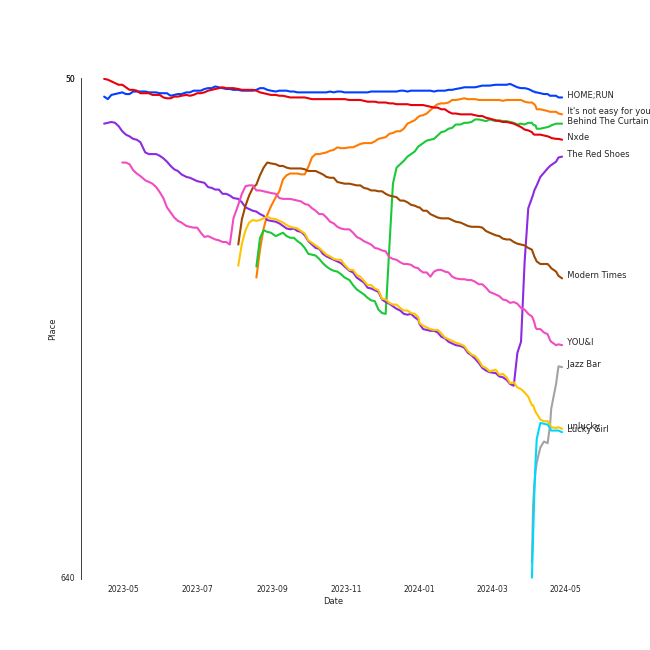 50
HOME;RUN
It's not easy for you
Behind The Curtain
Nxde
The Red Shoes
Modern Times
Place
YOU&I
Jazz Bar
unlucky
Lucky Girl
640
2023-05 2023-07 2023-09 2023-11 2024-01 2024-03 2024-05
Date